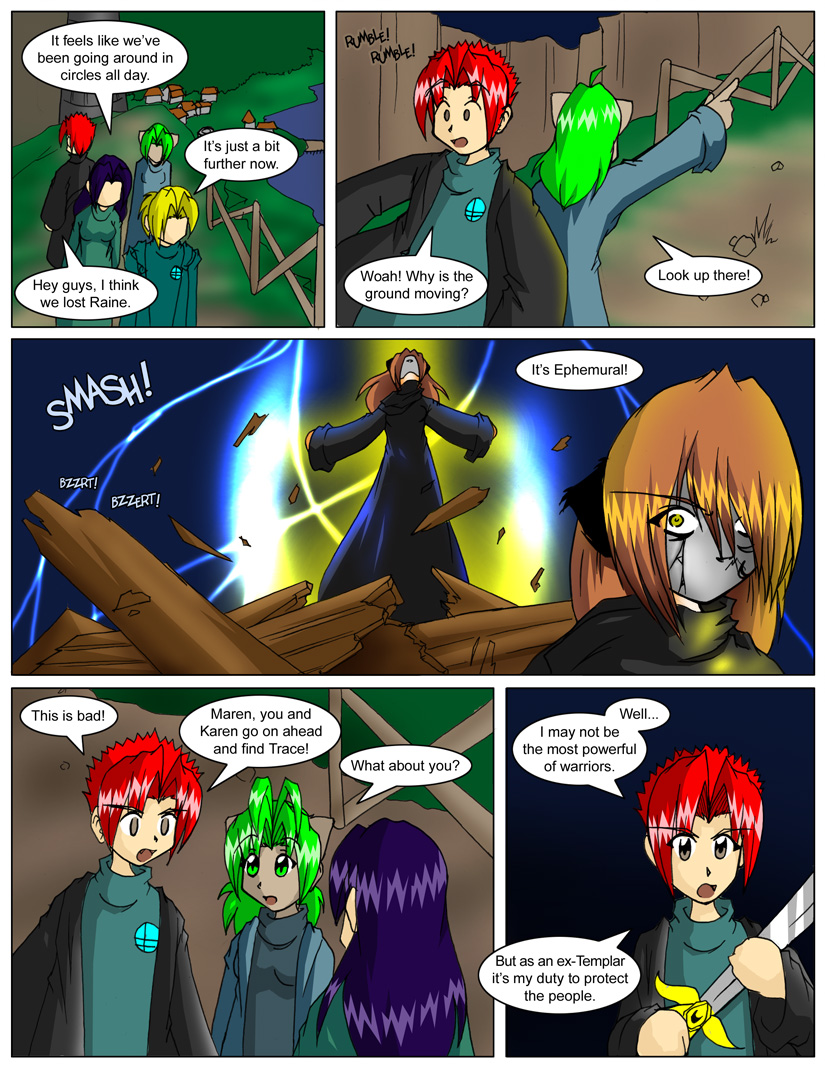 It feels like we've
been going around in
circles all day.
It's just a bit
further now.
Hey guys, I think
we lost Raine.
RUMBLE!
RUMBLE!
Woah! Why is the
ground moving?
Look up there!
SMASH!
BZZRT!
BZZERT!
It's Ephemural!
This is bad!
Maren, you and
Karen go on ahead
and find Trace!
What about you?
Well...
I may not be
the most powerful
of warriors.
But as an ex-Templar
it's my duty to protect
the people.